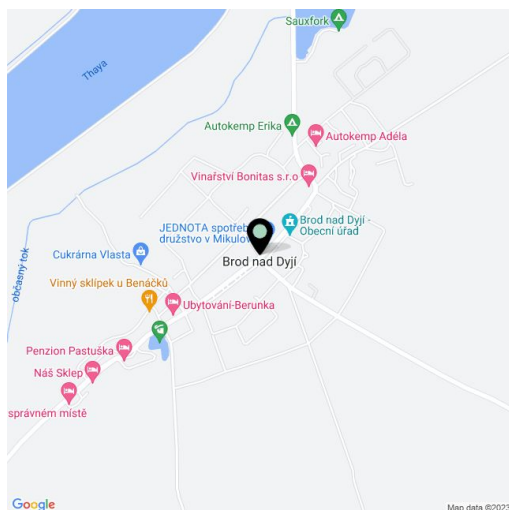 Sauxfork
Thaya
Autokemp Erika
Autokemp Adéla
Vinařství Bonitas s.r.o
Brod nad Dyjí -
Obecní úřad
JEDNOTA spotřeb
družstvo v Mikulov
Cukrárna Vlasta
Brod nad Dyjí
občasný tok
Vinný sklípek u Benáčků
Ubytování-Berunka
Penzion Pastuška
Náš Sklep
správném místě
Google
Map data ©2023